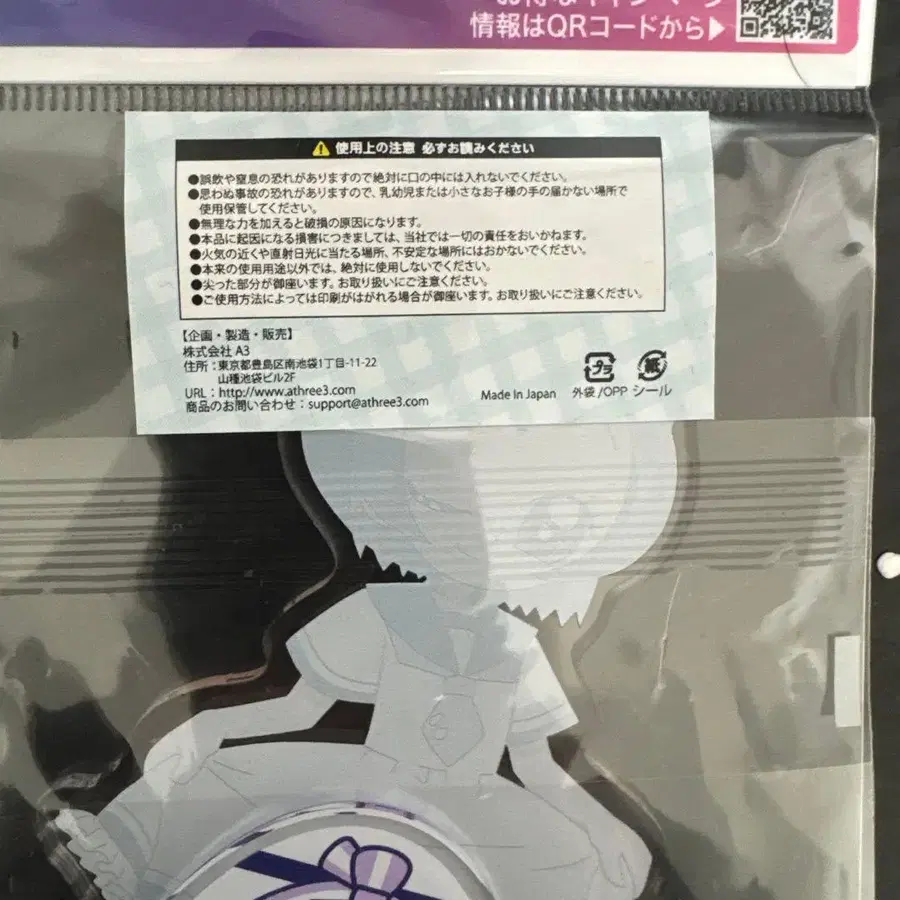 情報はQRコードから▶
使用上の注意 必ずお読みください
●誤飲や窒息の恐れがありますので絶対に口の中には入れないでください。
●思わぬ事故の恐れがありますので、乳幼児または小さなお子様の手の届かない場所で
使用保管してください。
●無理な力を加えると破損の原因になります。
●本品に起因になる損害につきましては、当社では一切の責任をおいかねます。
●火気の近くや直射日光に当たる場所、不安定な場所にはおかないでください。
●本来の使用用途以外では、絶対に使用しないでください。
●尖った部分が御座います。お取り扱いにご注意ください。
●ご使用方法によっては印刷がはがれる場合が御座います。お取り扱いにご注意ください。
【企画・製造・販売】
株式会社 A3
住所：東京都豊島区南池袋1丁目-11-22
山種池袋ビル2F
URL：http://www.athree3.com
商品のお問い合わせ：support@athree3.com
Made In Japan
プラ
外袋/OPP
紙
シール